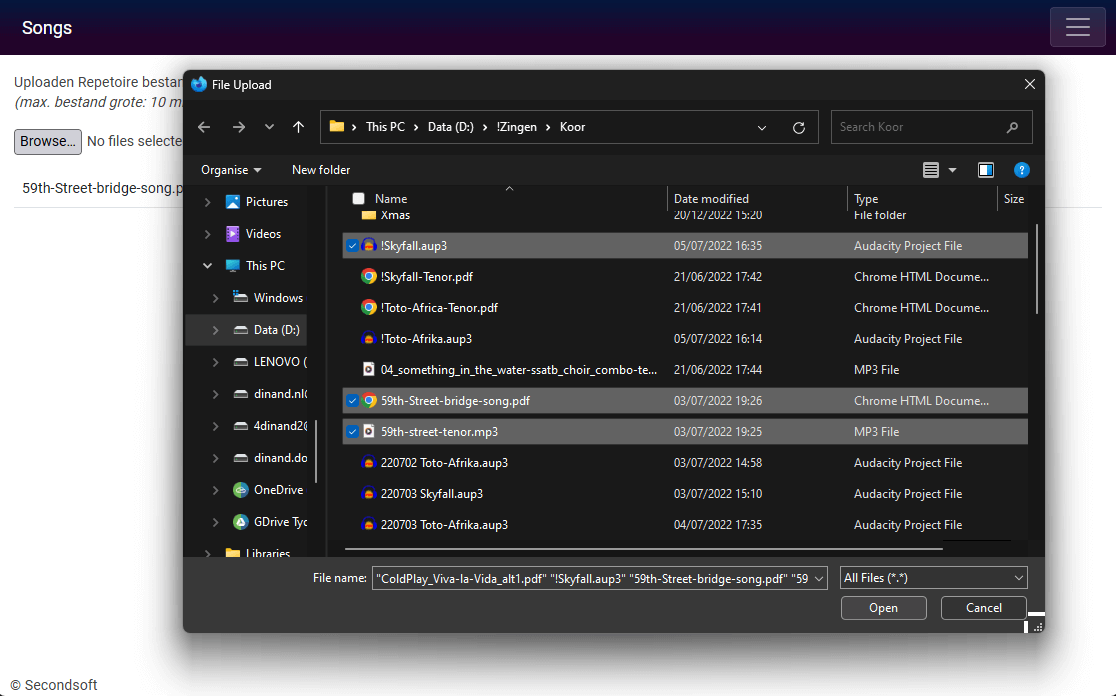 Songs
Uploaden Repetoire bestan
(max. bestand grote: 10 m
Browse... No files selecte
59th-Street-bridge-song.p
File Upload
This PC > Data (D:) > !Zingen > Koor
Search Koor
Organise New folder
Pictures
Videos
This PC
Windows
Data (D:)
LENOVO (
dinand.nl@
4dinand2@
dinand.do
OneDrive
GDrive Tyc
Libraries
Name Date modified Type Size
Xmas 20/12/2022 15:20 File folder
!Skyfall.aup3 05/07/2022 16:35 Audacity Project File
!Skyfall-Tenor.pdf 21/06/2022 17:42 Chrome HTML Docume...
!Toto-Africa-Tenor.pdf 21/06/2022 17:41 Chrome HTML Docume...
!Toto-Afrika.aup3 05/07/2022 16:14 Audacity Project File
04_something_in_the_water-ssatb_choir_combo-te... 21/06/2022 17:44 MP3 File
59th-Street-bridge-song.pdf 03/07/2022 19:26 Chrome HTML Docume...
59th-street-tenor.mp3 03/07/2022 19:25 MP3 File
220702 Toto-Afrika.aup3 03/07/2022 14:58 Audacity Project File
220703 Skyfall.aup3 03/07/2022 15:10 Audacity Project File
220703 Toto-Afrika.aup3 04/07/2022 17:35 Audacity Project File
File name: "ColdPlay_Viva-la-Vida_alt1.pdf" "!Skyfall.aup3" "59th-Street-bridge-song.pdf" "59 All Files (*.*)
Open Cancel
© Secondsoft